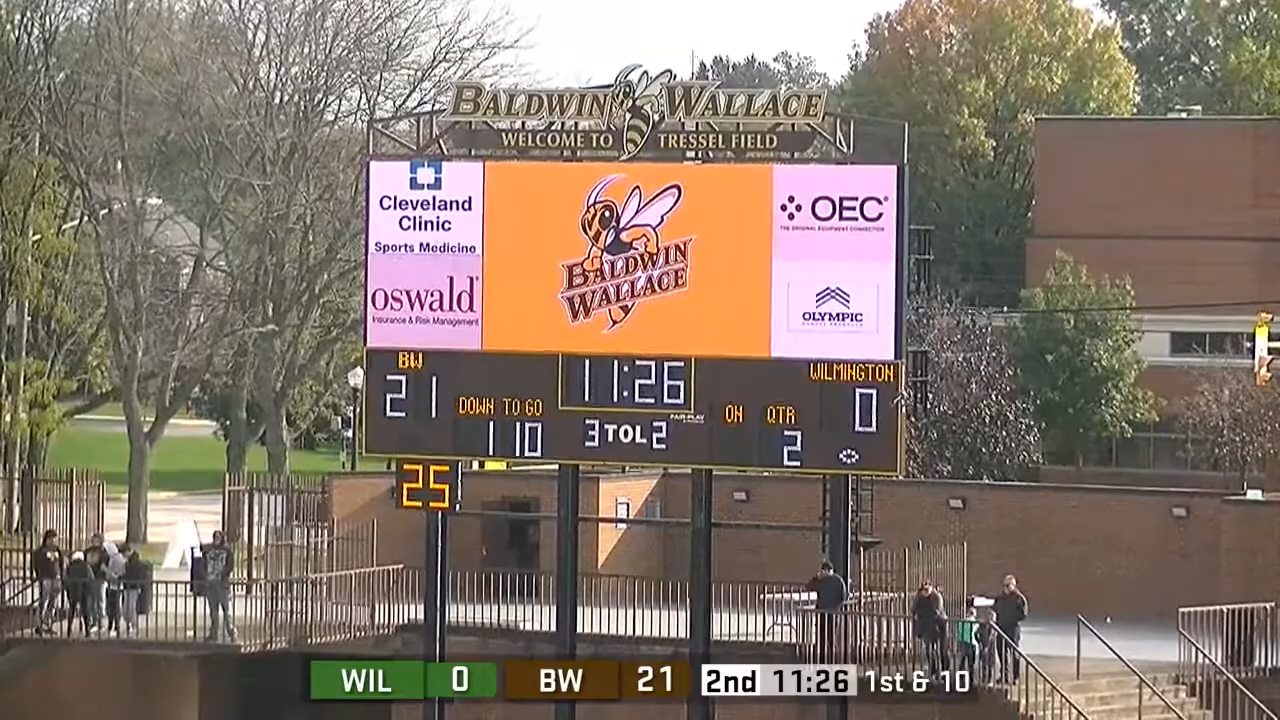 BALDWIN WALLACE
WELCOME TO TRESSEL FIELD
Cleveland
Clinic
Sports Medicine
oswald
Insurance & Risk Management
BALDWIN
WALLACE
OEC
THE ORIGINAL EQUIPMENT CONNECTION
OLYMPIC
BW
21
11:26
WILMINGTON
0
DOWN TO GO
1 10
FAIR-PLAY
3 TOL 2
ON QTR
2
25
WIL 0 BW 21 2nd 11:26 1st & 10